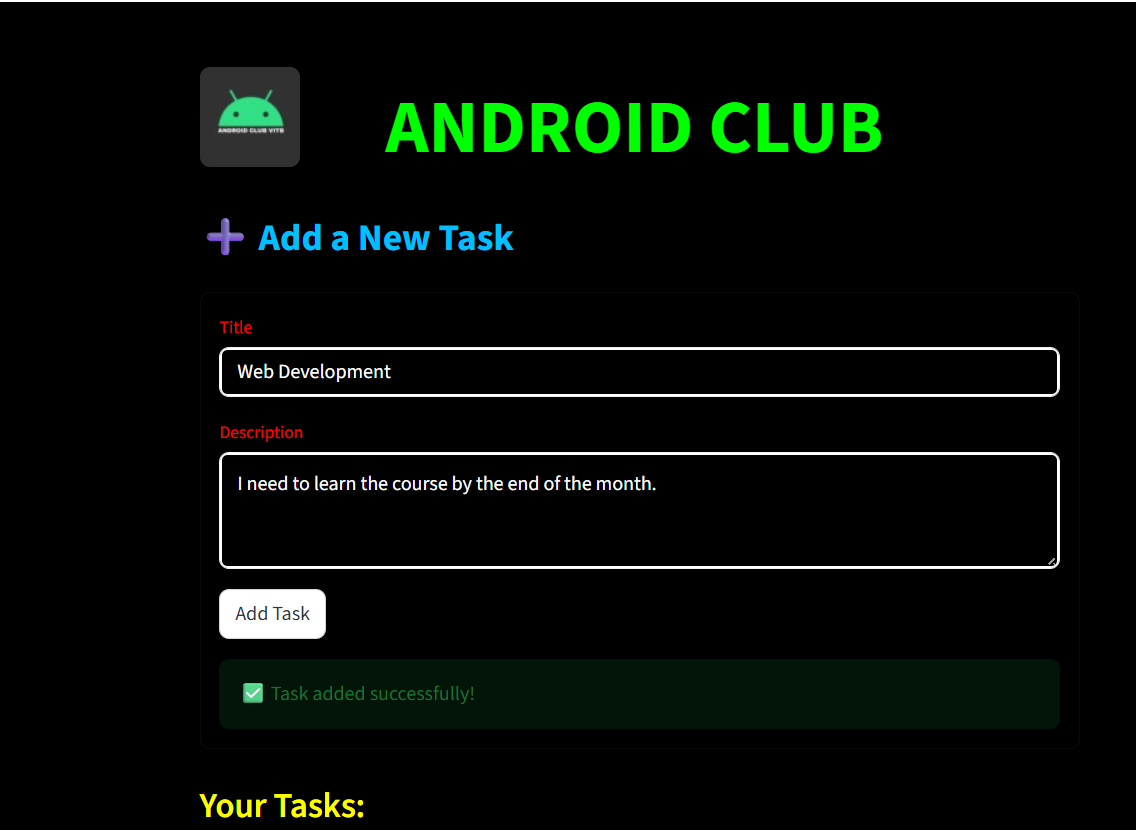 ANDROID CLUB VITB
ANDROID CLUB
Add a New Task
Title
Web Development
Description
I need to learn the course by the end of the month.
Add Task
Task added successfully!
Your Tasks: